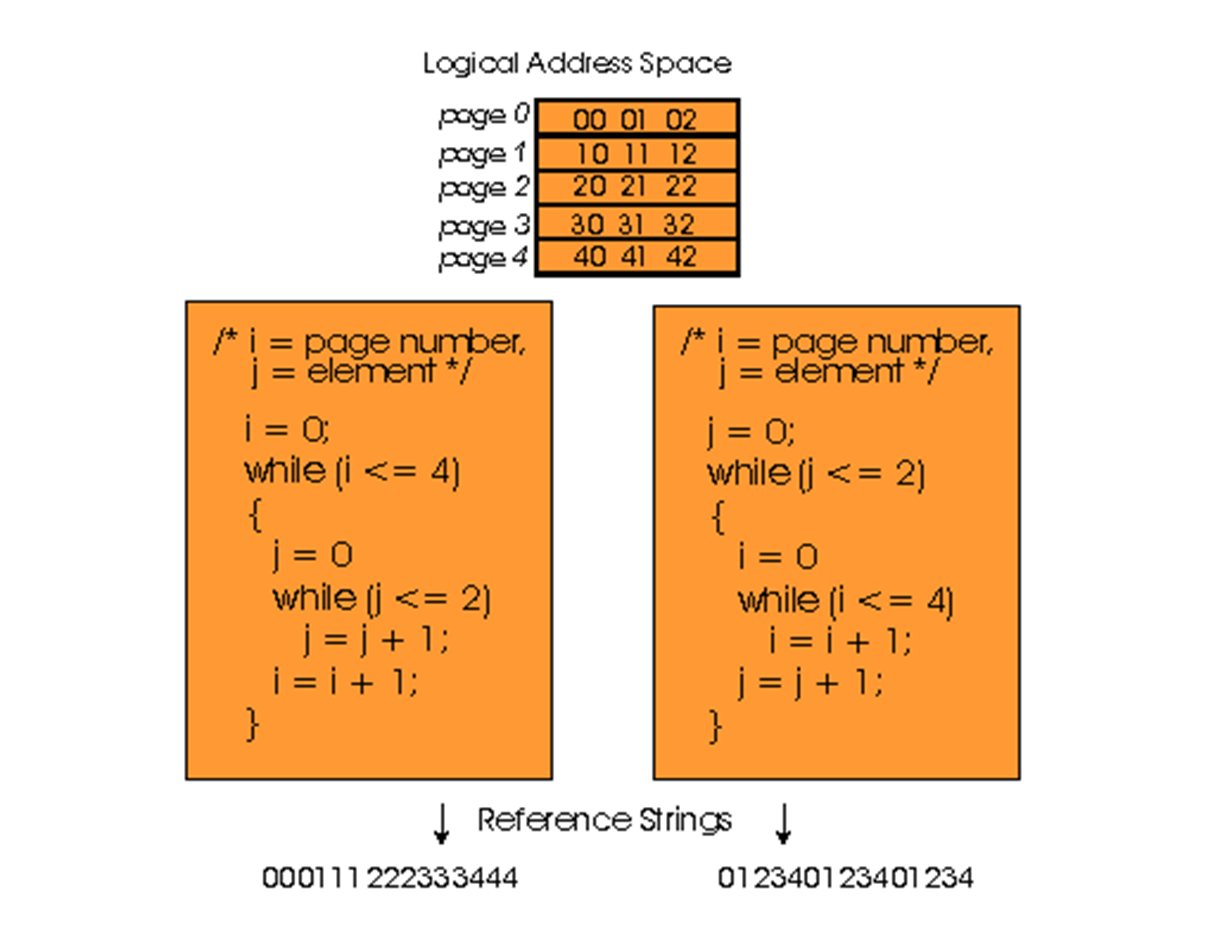 Logical Address Space
page 0 00 01 02
page 1 10 11 12
page 2 20 21 22
page 3 30 31 32
page 4 40 41 42
/* i = page number,
j = element */
i = 0;
while (i <= 4)
{
j = 0
while (j <= 2)
j = j + 1;
i = i + 1;
}
/* i = page number,
j = element */
j = 0;
while (j <= 2)
{
i = 0
while (i <= 4)
i = i + 1;
j = j + 1;
}
Reference Strings
000111222333444
012340123401234